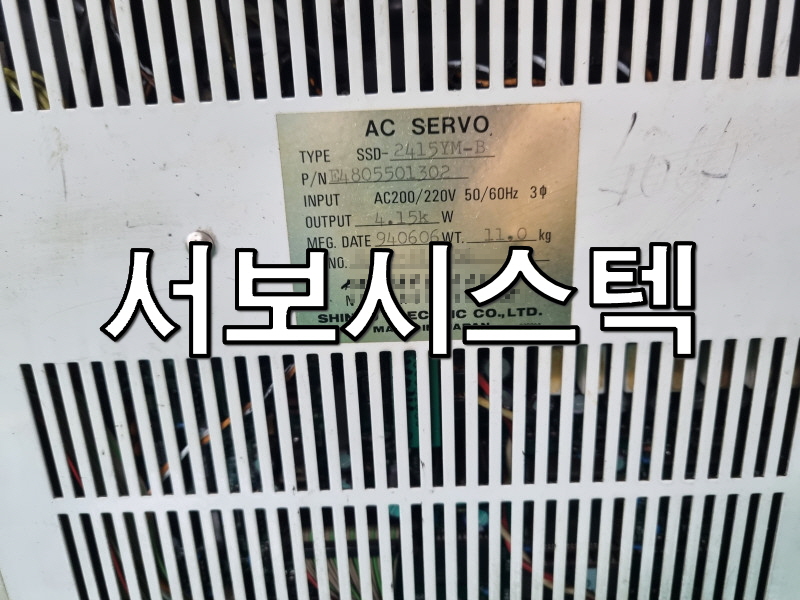 AC SERVO
TYPE SSD-2415YM-B
P/N E4805501302
INPUT AC200/220V 50/60Hz 3φ
OUTPUT 4.15k W
MFG. DATE 940606 WT. 11.0 kg
NO.
서보시스텍
CO.,LTD.